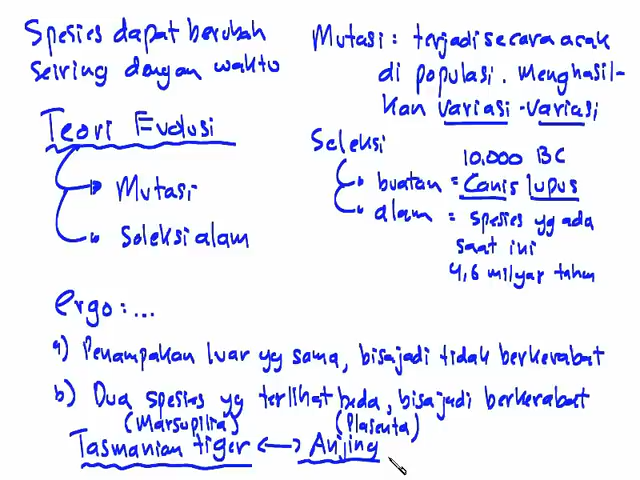 Spesies dapat berubah
seiring dengan waktu
Teori Evolusi
Mutasi
Seleksi alam
Mutasi : terjadi secara acak
di populasi. Menghasil-
kan variasi-variasi
Seleksi
10.000 BC
buatan = Canis lupus
alam = spesies yg ada
saat ini
4,6 milyar tahun
ergo : ...
a) Penampakan luar yg sama, bisa jadi tidak berkerabat
b) Dua spesies yg terlihat beda, bisa jadi berkerabat
(Marsupilia) (Plasenta)
Tasmanian tiger <--> Anjing